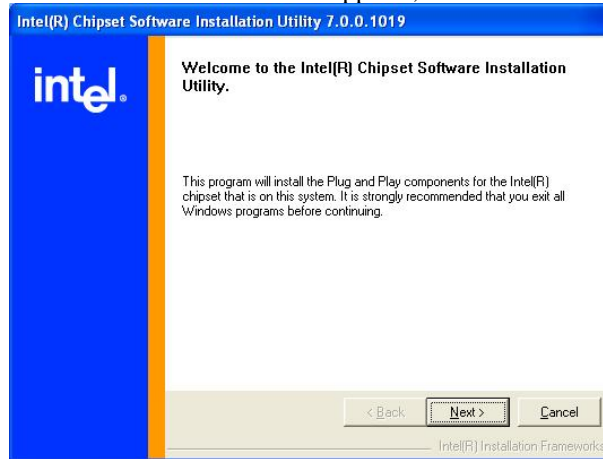 Intel(R) Chipset Software Installation Utility 7.0.0.1019
intel®
Welcome to the Intel(R) Chipset Software Installation
Utility.
This program will install the Plug and Play components for the Intel(R)
chipset that is on this system. It is strongly recommended that you exit all
Windows programs before continuing.
< Back
Next >
Cancel
Intel(R) Installation Frameworks